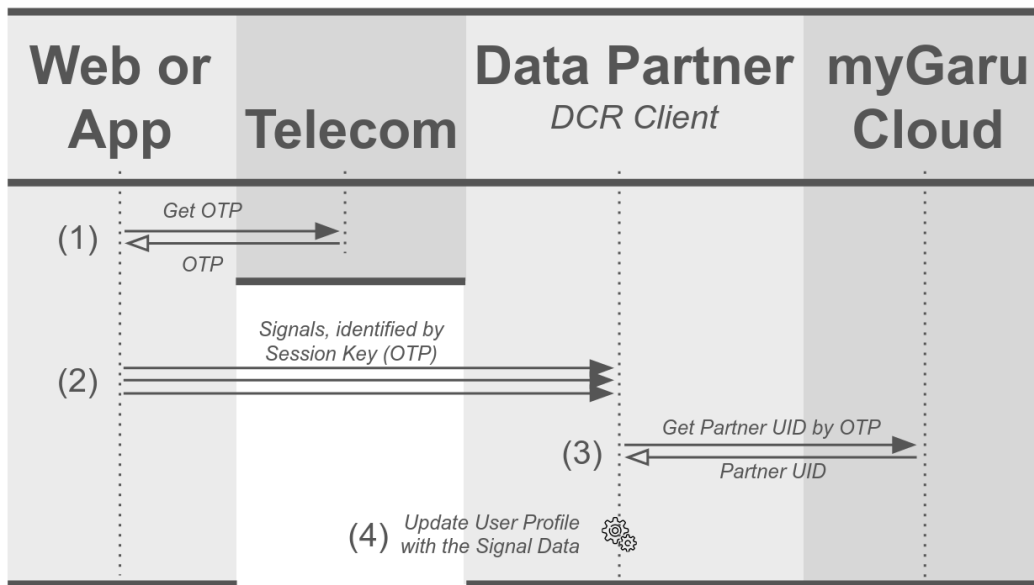 Web or
App
Telecom
Data Partner
DCR Client
myGaru
Cloud
(1)
Get OTP
OTP
Signals, identified by
Session Key (OTP)
(2)
Get Partner UID by OTP
(3)
Partner UID
(4)
Update User Profile
with the Signal Data